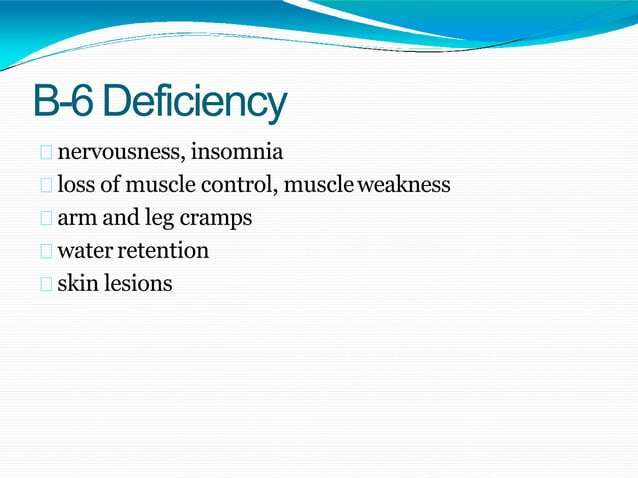 B-6 Deficiency
nervousness, insomnia
loss of muscle control, muscle weakness
arm and leg cramps
water retention
skin lesions